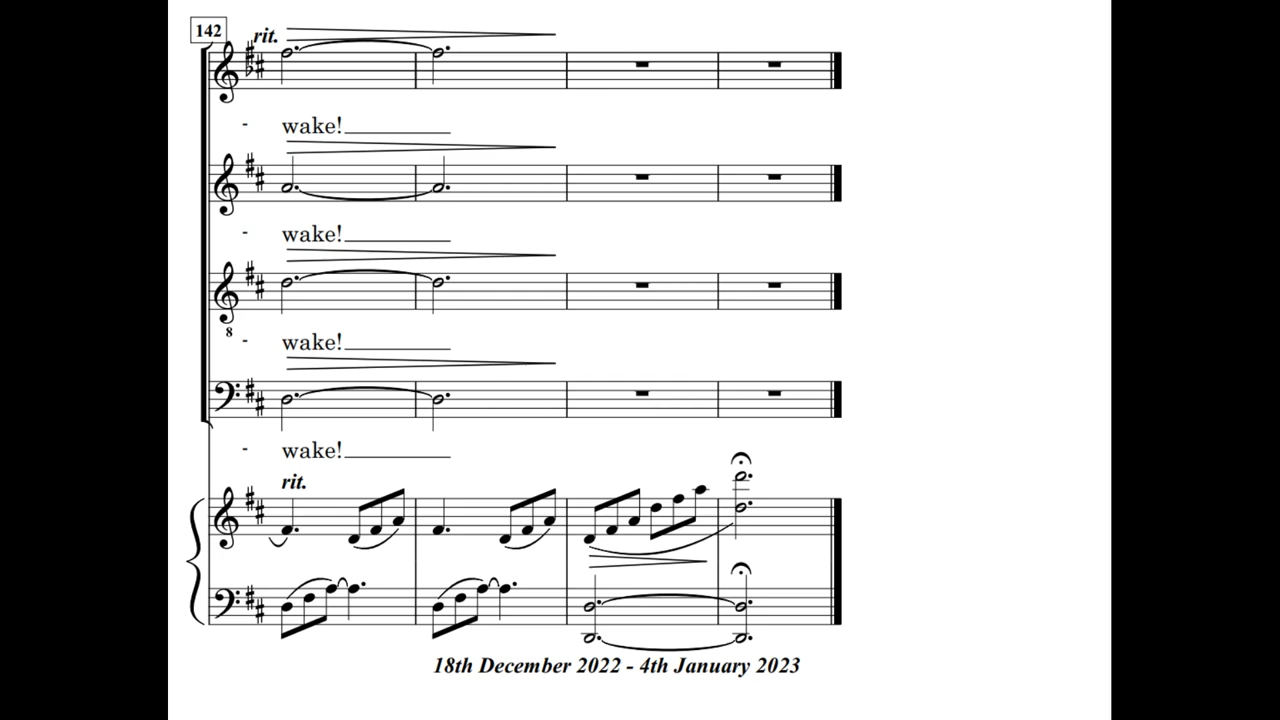 142
rit.
- wake!
- wake!
8
- wake!
- wake!
rit.
18th December 2022 - 4th January 2023